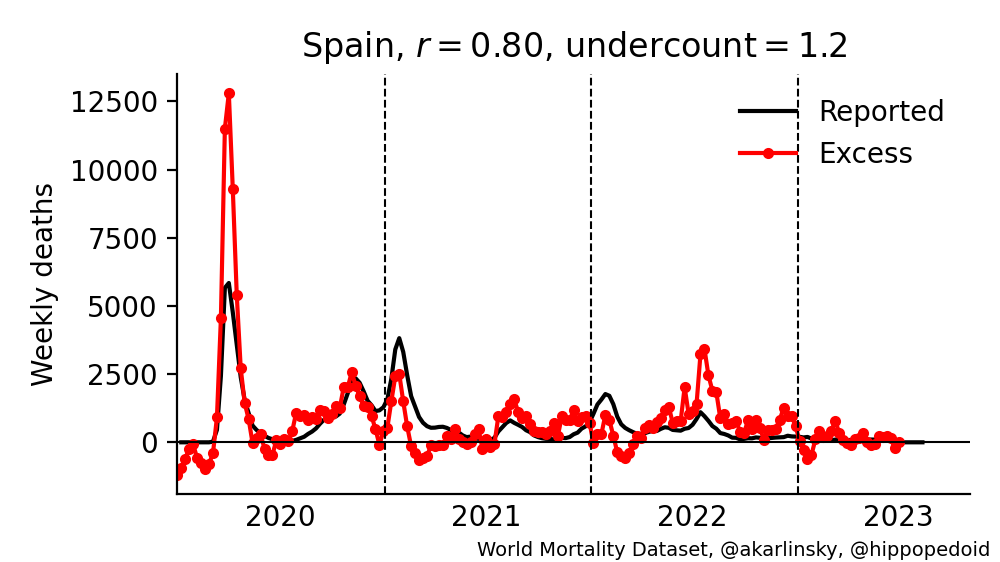 Spain, r = 0.80, undercount = 1.2
Weekly deaths
12500
10000
7500
5000
2500
0
Reported
Excess
2020 2021 2022 2023
World Mortality Dataset, @akarlinsky, @hippopedoid